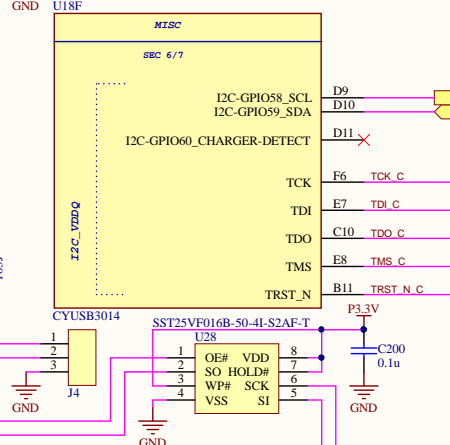 GND
U18F
MISC
SEC 6/7
I2C-GPIO58_SCL D9
I2C-GPIO59_SDA D10
I2C-GPIO60_CHARGER-DETECT D11
TCK F6 TCK_C
TDI E7 TDI_C
TDO C10 TDO_C
TMS E8 TMS_C
TRST_N B11 TRST_N_C
I2C_VDDQ
CYUSB3014
P3.3V
SST25VF016B-50-4I-S2AF-T
U28
1 OE# VDD 8
2 SO HOLD# 7
3 WP# SCK 6
4 VSS SI 5
C200
0.1u
GND
1
2
3
J4
GND
GND